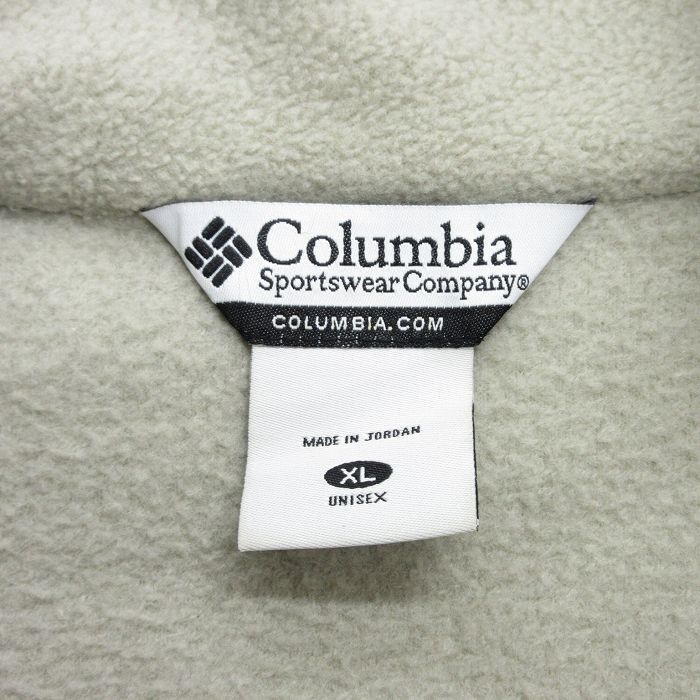 Columbia
Sportswear Company®
COLUMBIA.COM
MADE IN JORDAN
XL
UNISEX